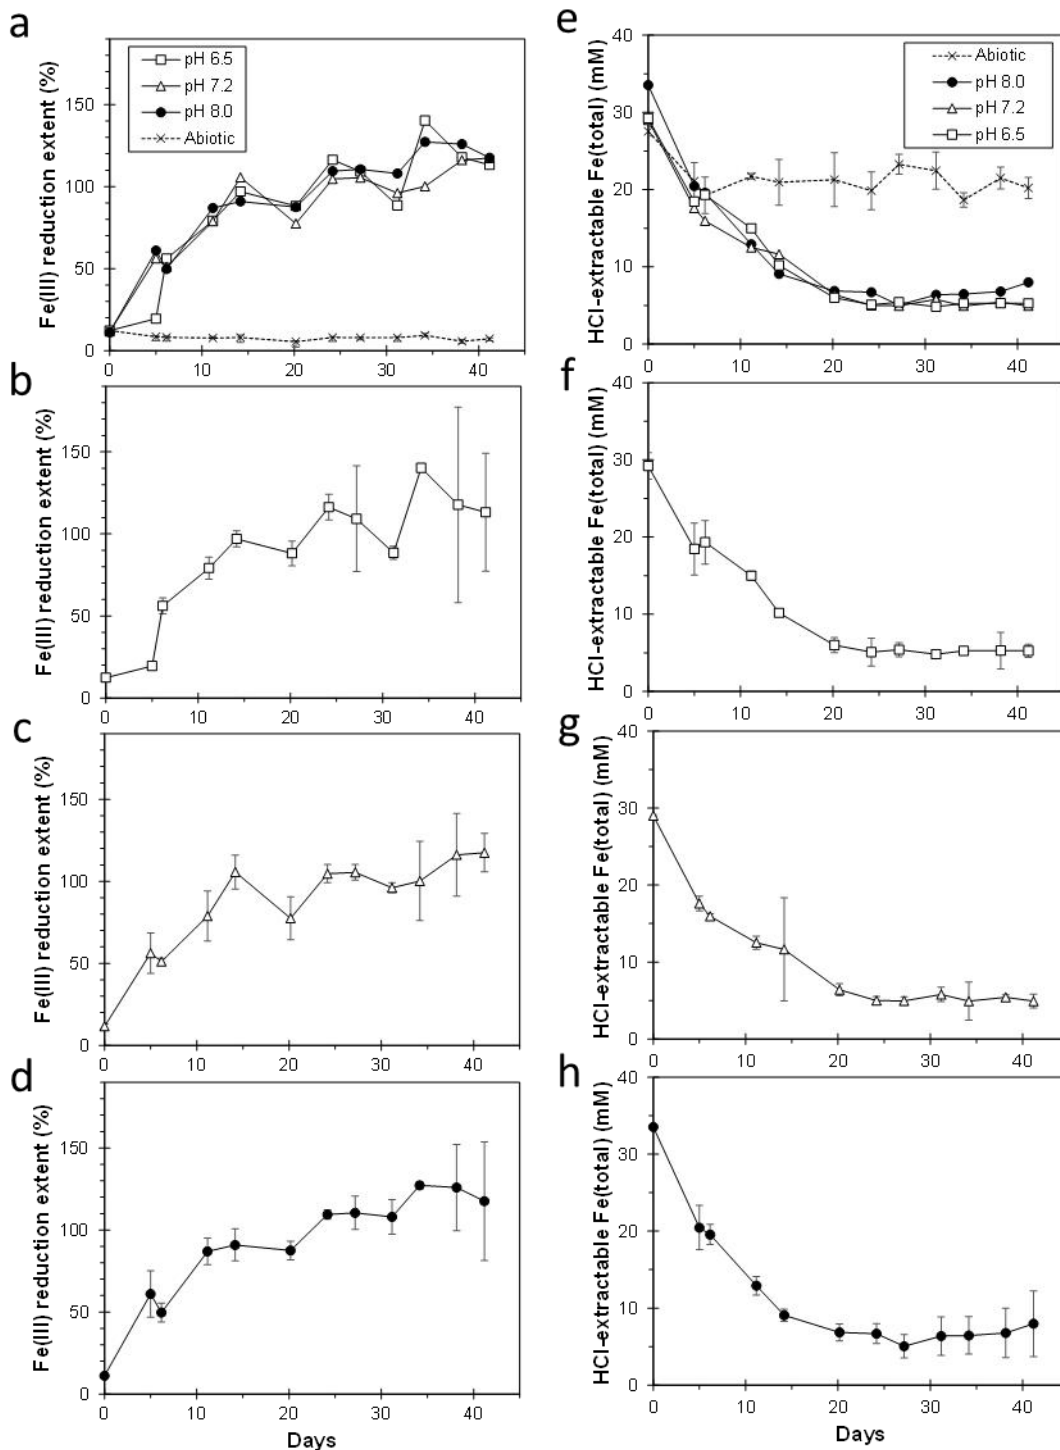 a
Fe(III) reduction extent (%)
150
100
50
0
pH 6.5
pH 7.2
pH 8.0
Abiotic
0 10 20 30 40
e
HCl-extractable Fe(total) (mM)
40
30
20
10
0
Abiotic
pH 8.0
pH 7.2
pH 6.5
0 10 20 30 40
b
Fe(III) reduction extent (%)
150
100
50
0
0 10 20 30 40
f
HCl-extractable Fe(total) (mM)
40
30
20
10
0
0 10 20 30 40
c
Fe(III) reduction extent (%)
150
100
50
0
0 10 20 30 40
g
HCl-extractable Fe(total) (mM)
40
30
20
10
0
0 10 20 30 40
d
Fe(III) reduction extent (%)
150
100
50
0
0 10 20 30 40
Days
h
HCl-extractable Fe(total) (mM)
40
30
20
10
0
0 10 20 30 40
Days